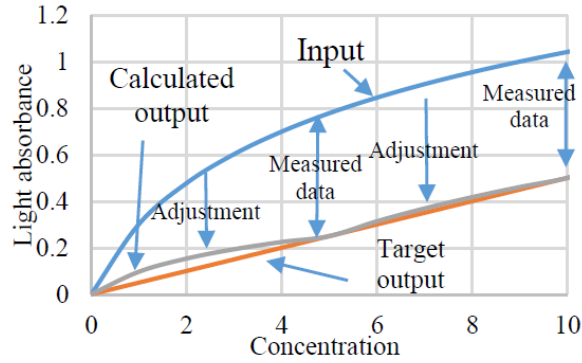 1.2
1
0.8
0.6
0.4
0.2
0
Light absorbance
Input
Calculated
output
Measured
data
Adjustment
Measured
data
Adjustment
Target
output
0
2
4
6
8
10
Concentration